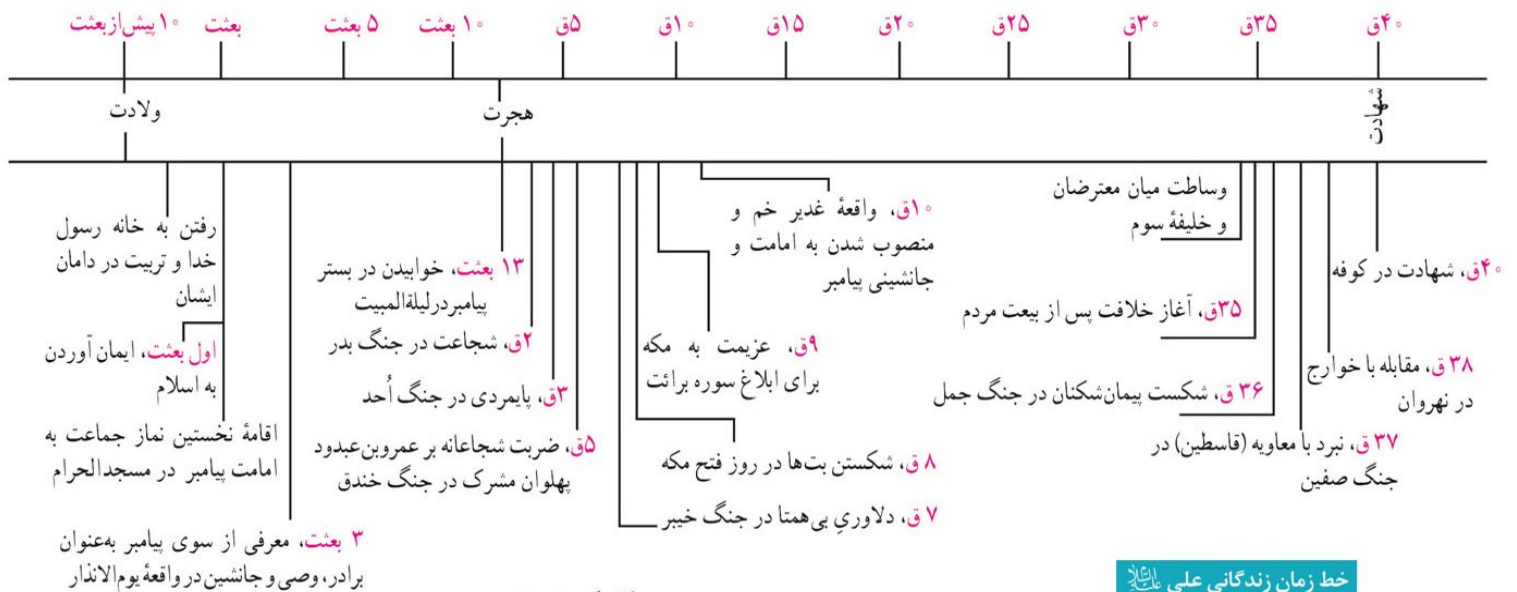 ۱۰ پیش‌از‌بعثت
بعثت
۵ بعثت
۱۰ بعثت
۵ق
۱۰ق
۱۵ق
۲۰ق
۲۵ق
۳۰ق
۳۵ق
۴۰ق
ولادت
هجرت
شهادت
رفتن به خانه رسول
خدا و تربیت در دامان
ایشان
اول بعثت، ایمان آوردن
به اسلام
اقامهٔ نخستین نماز جماعت به
امامت پیامبر در مسجدالحرام
۳ بعثت، معرفی از سوی پیامبر به‌عنوان
برادر، وصی و جانشین در واقعهٔ یوم‌الانذار
۱۳ بعثت، خوابیدن در بستر
پیامبر در لیلةالمبیت
۲ق، شجاعت در جنگ بدر
۳ق، پایمردی در جنگ اُحد
۵ق، ضربت شجاعانه بر عمروبن‌عبدود
پهلوان مشرک در جنگ خندق
۷ ق، دلاوریِ بی‌همتا در جنگ خیبر
۸ ق، شکستن بت‌ها در روز فتح مکه
۹ق، عزیمت به مکه
برای ابلاغ سوره برائت
۱۰ق، واقعهٔ غدیر خم و
منصوب شدن به امامت و
جانشینی پیامبر
وساطت میان معترضان
و خلیفهٔ سوم
۳۵ق، آغاز خلافت پس از بیعت مردم
۳۶ ق، شکست پیمان‌شکنان در جنگ جمل
۳۷ ق، نبرد با معاویه (قاسطین) در
جنگ صفین
۳۸ ق، مقابله با خوارج
در نهروان
۴۰ق، شهادت در کوفه
خط زمان زندگانی علی علیه‌السلام